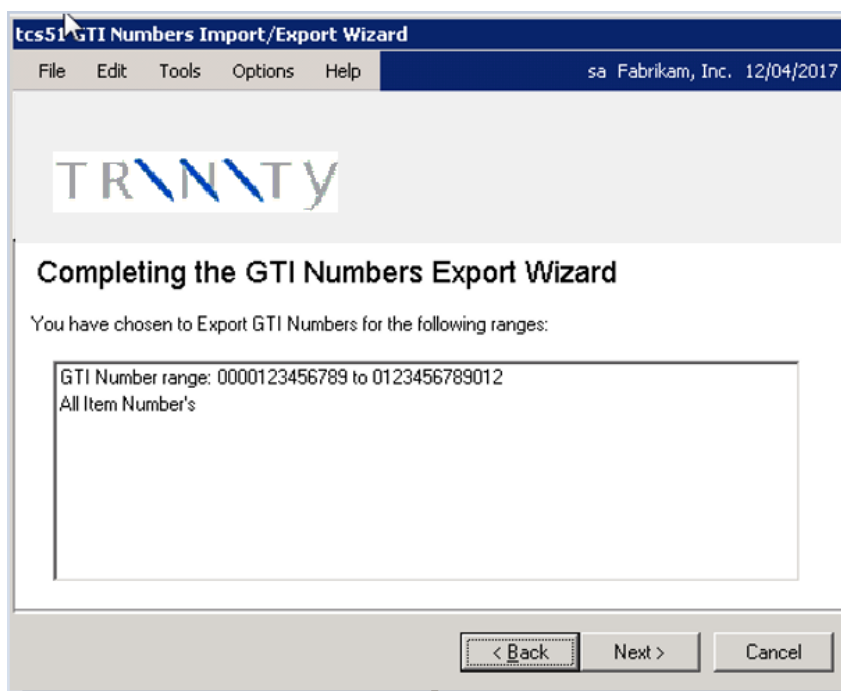 tcs51 GTI Numbers Import/Export Wizard
File Edit Tools Options Help sa Fabrikam, Inc. 12/04/2017
TRINITY
Completing the GTI Numbers Export Wizard
You have chosen to Export GTI Numbers for the following ranges:
GTI Number range: 0000123456789 to 0123456789012
All Item Number's
< Back Next > Cancel